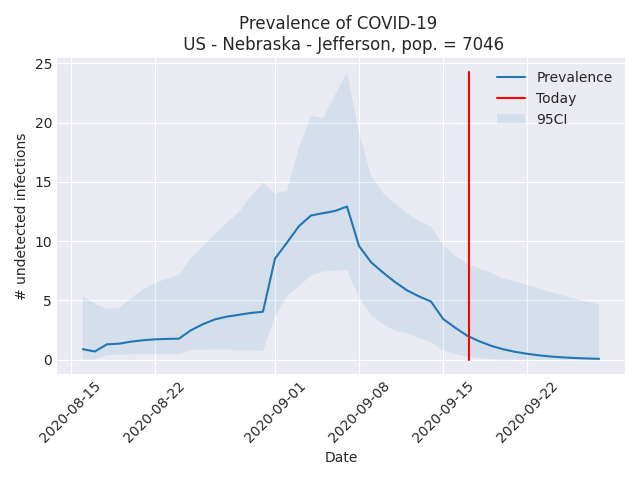 Prevalence of COVID-19
US - Nebraska - Jefferson, pop. = 7046
25
20
15
10
5
0
# undetected infections
Prevalence
Today
95CI
2020-08-15
2020-08-22
2020-09-01
2020-09-08
2020-09-15
2020-09-22
Date